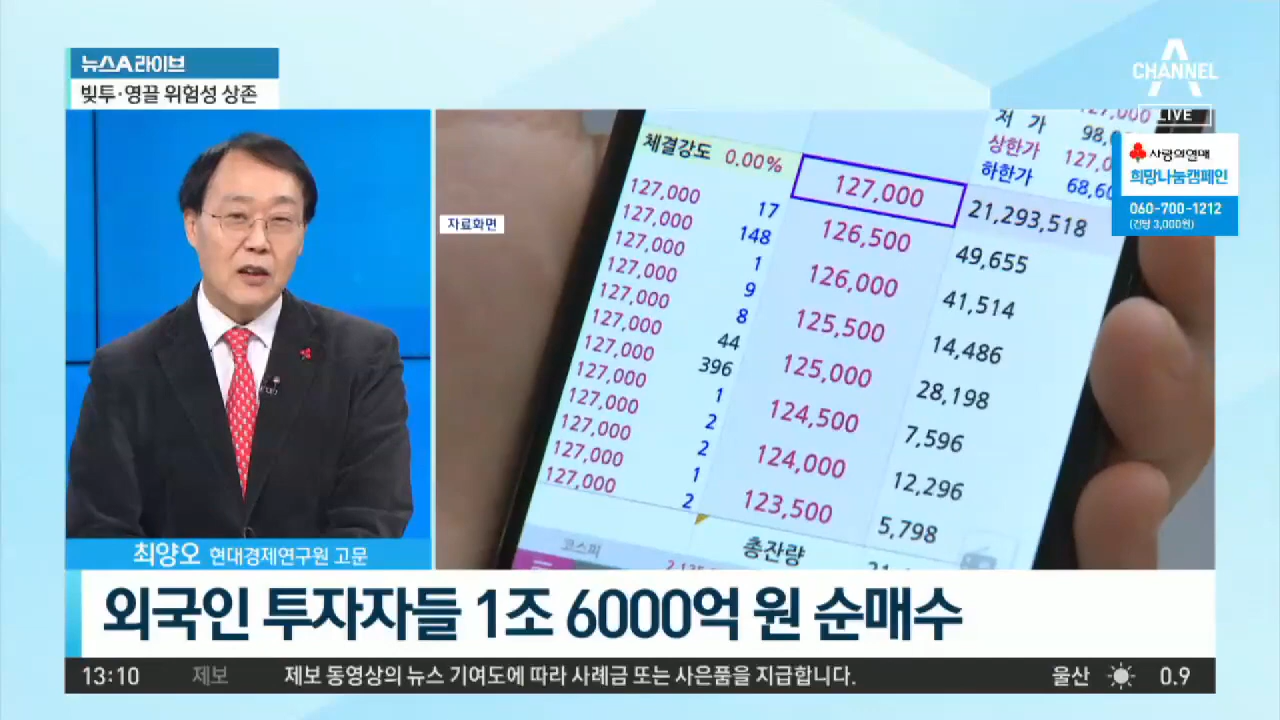 뉴스A 라이브
빚투·영끌 위험성 상존
CHANNEL A
LIVE
사랑의열매
희망나눔캠페인
060-700-1212
(건당 3,000원)
자료화면
체결강도 0.00%
127,000 17
127,000 148
127,000 1
127,000 9
127,000 8
127,000 44
127,000 396
127,000 1
127,000 2
127,000 2
127,000 1
127,000 2
127,000 21,293,518
126,500 49,655
126,000 41,514
125,500 14,486
125,000 28,198
124,500 7,596
124,000 12,296
123,500 5,798
127,000
저 가
상한가
하한가
코스피
총잔량
최양오 현대경제연구원 고문
외국인 투자자들 1조 6000억 원 순매수
13:10 제보 제보 동영상의 뉴스 기여도에 따라 사례금 또는 사은품을 지급합니다. 울산 0.9